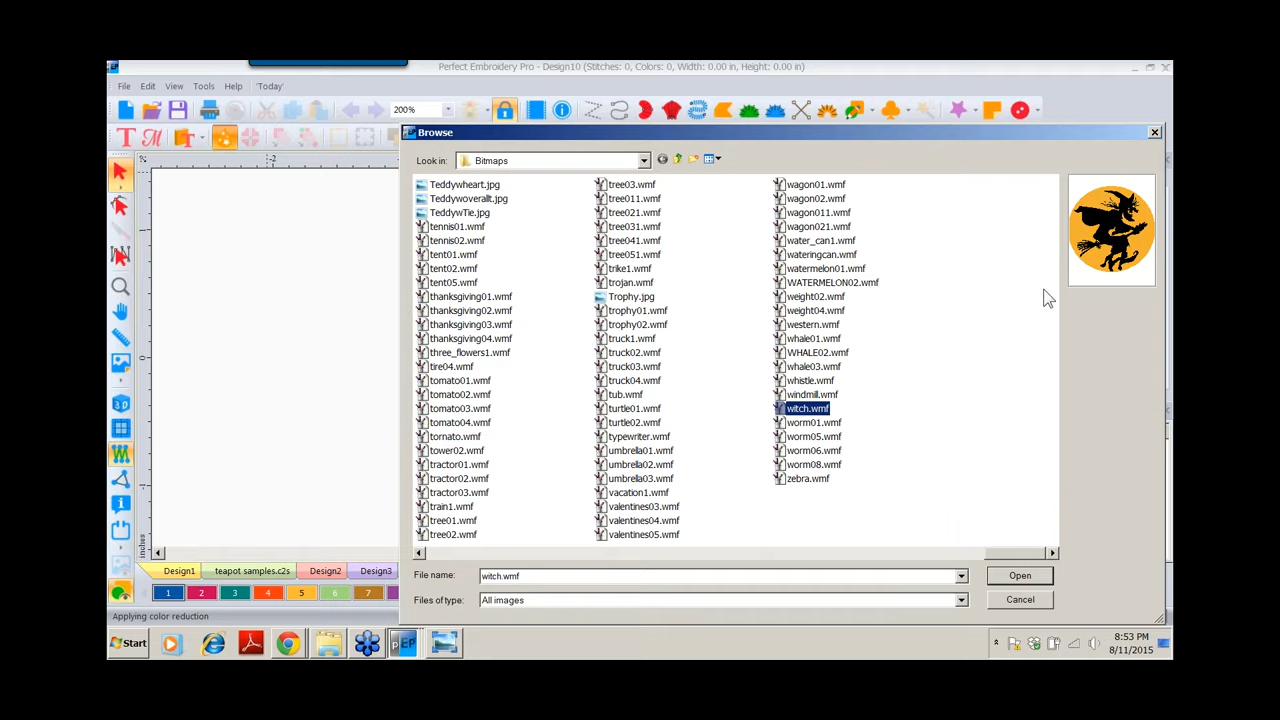 Perfect Embroidery Pro - Design10 (Stitches: 0, Colors: 0, Width: 0.00 in, Height: 0.00 in)
File Edit View Tools 'Today'
200%
Browse
Look in: Bitmaps
% -2
Teddywheart.jpg tree03.wmf wagon01.wmf
Teddywoverallt.jpg tree011.wmf wagon02.wmf
TeddywTie.jpg tree021.wmf wagon011.wmf
tennis01.wmf tree031.wmf wagon021.wmf
tennis02.wmf tree041.wmf water_can1.wmf
tent01.wmf tree051.wmf wateringcan.wmf
tent02.wmf trike1.wmf watermelon01.wmf
tent05.wmf trojan.wmf WATERMELON02.wmf
thanksgiving01.wmf Trophy.jpg weight02.wmf
thanksgiving02.wmf trophy01.wmf weight04.wmf
thanksgiving03.wmf trophy02.wmf western.wmf
thanksgiving04.wmf truck1.wmf whale01.wmf
three_flowers1.wmf truck02.wmf WHALE02.wmf
tire04.wmf truck03.wmf whale03.wmf
tomato01.wmf truck04.wmf whistle.wmf
tomato02.wmf tub.wmf windmill.wmf
tomato03.wmf turtle01.wmf witch.wmf
tomato04.wmf turtle02.wmf worm01.wmf
tornato.wmf typewriter.wmf worm05.wmf
tower02.wmf umbrella01.wmf worm06.wmf
tractor01.wmf umbrella02.wmf worm08.wmf
tractor02.wmf umbrella03.wmf zebra.wmf
tractor03.wmf vacation1.wmf
train1.wmf valentines03.wmf
tree01.wmf valentines04.wmf
tree02.wmf valentines05.wmf
0
inches
3D
Design1 teapot samples.c2s Design2 Design3
File name: witch.wmf Open
1 2 3 4 5 6 7
Files of type: All images Cancel
Applying color reduction
Start
EP
8:53 PM
8/11/2015